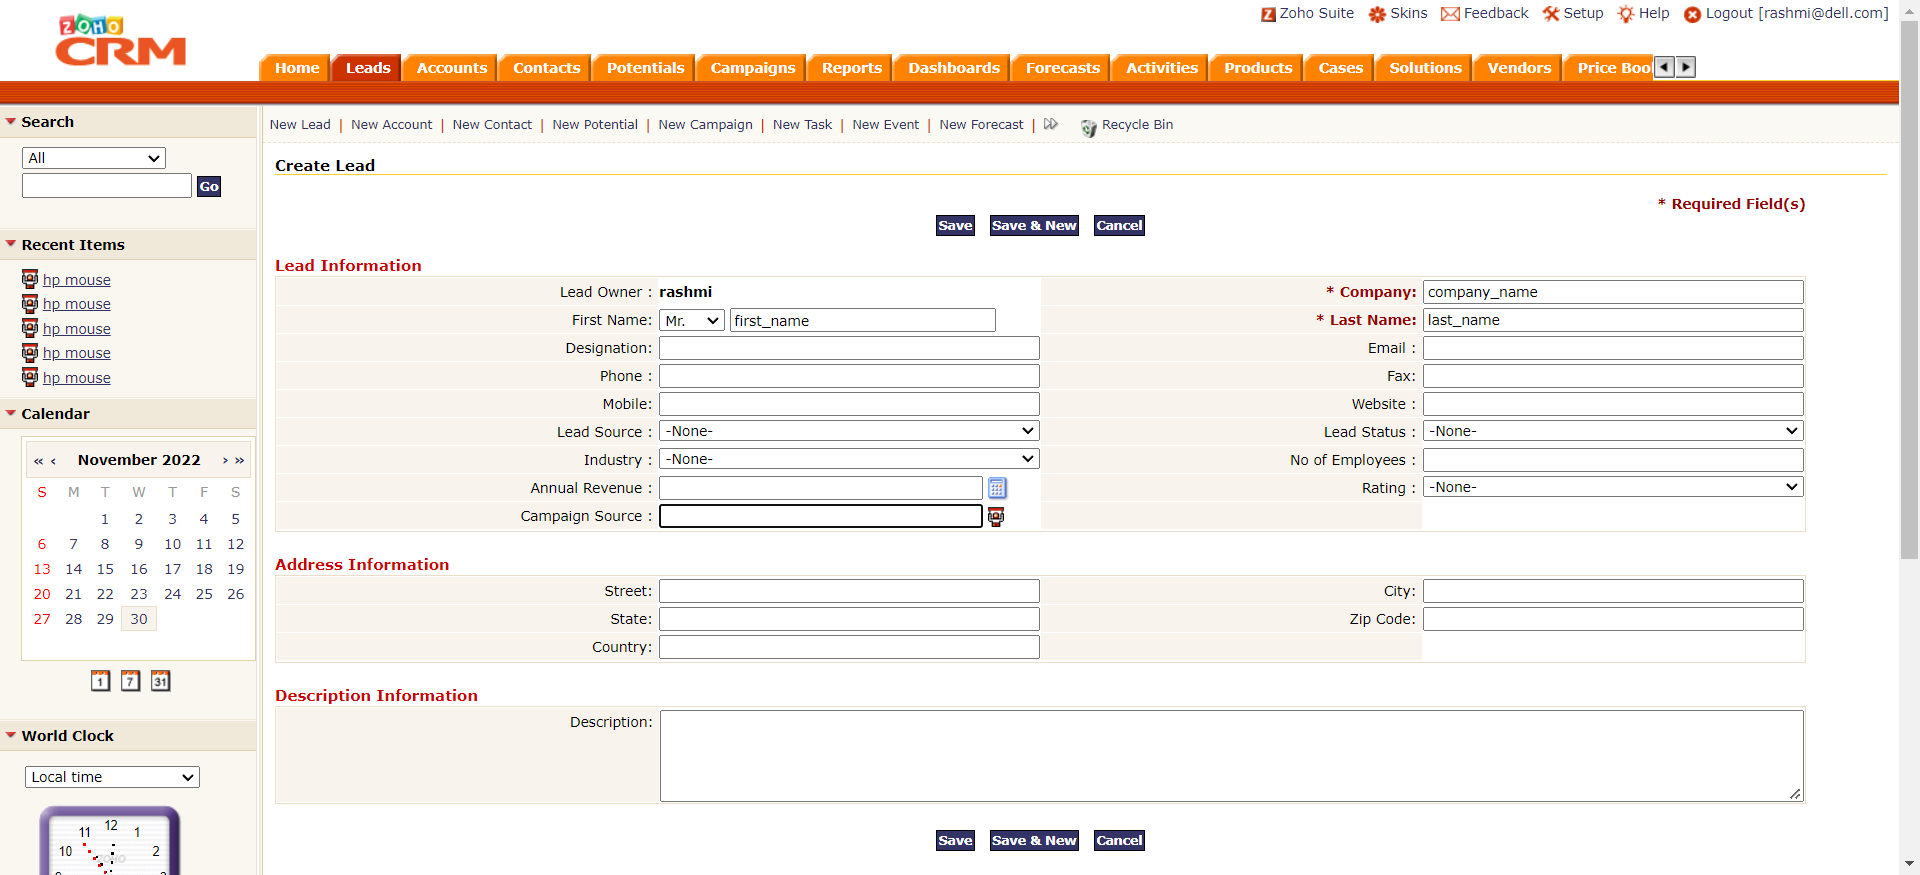 ZOHO
CRM
Zoho Suite Skins Feedback Setup Help Logout [rashmi@dell.com]
Home Leads Accounts Contacts Potentials Campaigns Reports Dashboards Forecasts Activities Products Cases Solutions Vendors Price Boo
Search
All
Go
Recent Items
hp mouse
hp mouse
hp mouse
hp mouse
hp mouse
Calendar
« ‹ November 2022 › »
S M T W T F S
1 2 3 4 5
6 7 8 9 10 11 12
13 14 15 16 17 18 19
20 21 22 23 24 25 26
27 28 29 30
1 7 31
World Clock
Local time
10 11 12 1 2
ZOHO
New Lead | New Account | New Contact | New Potential | New Campaign | New Task | New Event | New Forecast | Recycle Bin
Create Lead
* Required Field(s)
Save Save & New Cancel
Lead Information
Lead Owner : rashmi * Company: company_name
First Name: Mr. first_name * Last Name: last_name
Designation: Email :
Phone : Fax:
Mobile: Website :
Lead Source : -None- Lead Status : -None-
Industry : -None- No of Employees :
Annual Revenue : Rating : -None-
Campaign Source :
Address Information
Street: City:
State: Zip Code:
Country:
Description Information
Description:
Save Save & New Cancel